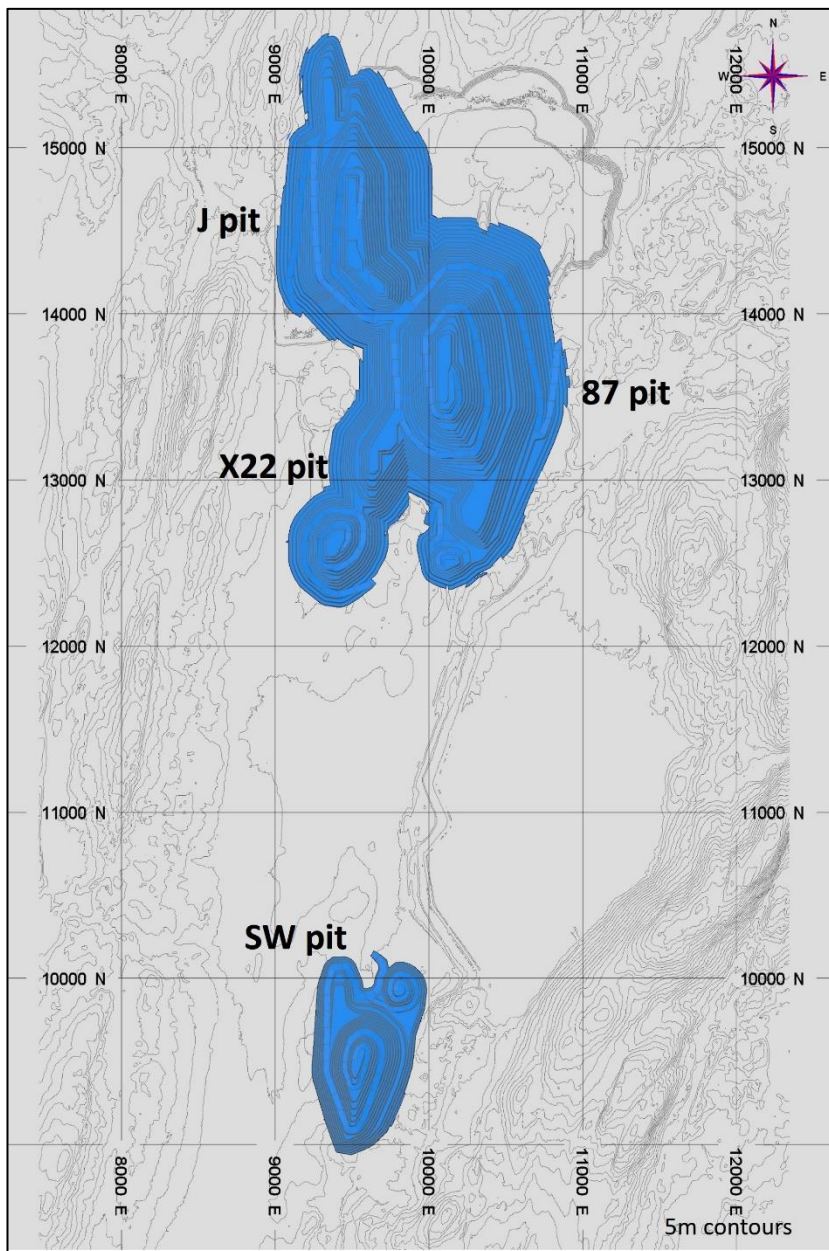 8000 E
9000 E
10000 E
11000 E
12000 E
N
W
E
S
15000 N
15000 N
J pit
14000 N
14000 N
87 pit
X22 pit
13000 N
13000 N
12000 N
12000 N
11000 N
11000 N
SW pit
10000 N
10000 N
8000 E
9000 E
10000 E
11000 E
12000 E
5m contours